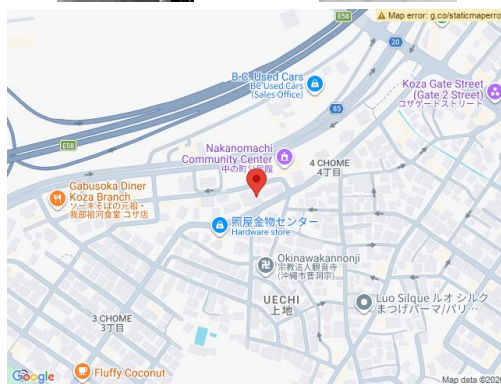 E58
Map error: g.co/staticmaperro
20
B.C. Used Cars
BC Used Cars
(Sales Office)
Koza Gate Street
(Gate 2 Street)
コザゲートストリート
85
E58
Nakanomachi
Community Center
中の町公民館
4 CHOME
4丁目
Gabusoka Diner
Koza Branch
ソーキそばの元祖・
我部祖河食堂 コザ店
照屋金物センター
Hardware store
Okinawakannonji
宗教法人観音寺
(沖縄市曹洞宗)
UECHI
上地
Luo Silque ルオ シルク
まつげパーマ/パリ…
3 CHOME
3丁目
Fluffy Coconut
Google
Map data ©2020